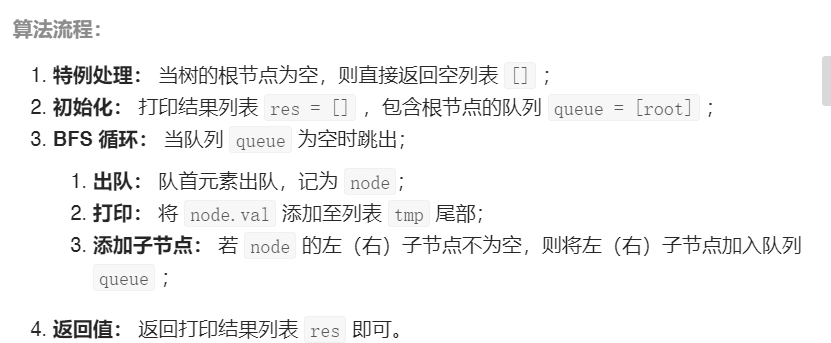 算法流程：
1. 特例处理： 当树的根节点为空，则直接返回空列表 [] ；
2. 初始化： 打印结果列表 res = [] ，包含根节点的队列 queue = [root] ；
3. BFS 循环： 当队列 queue 为空时跳出；
1. 出队： 队首元素出队，记为 node；
2. 打印： 将 node.val 添加至列表 tmp 尾部；
3. 添加子节点： 若 node 的左（右）子节点不为空，则将左（右）子节点加入队列
queue ；
4. 返回值： 返回打印结果列表 res 即可。